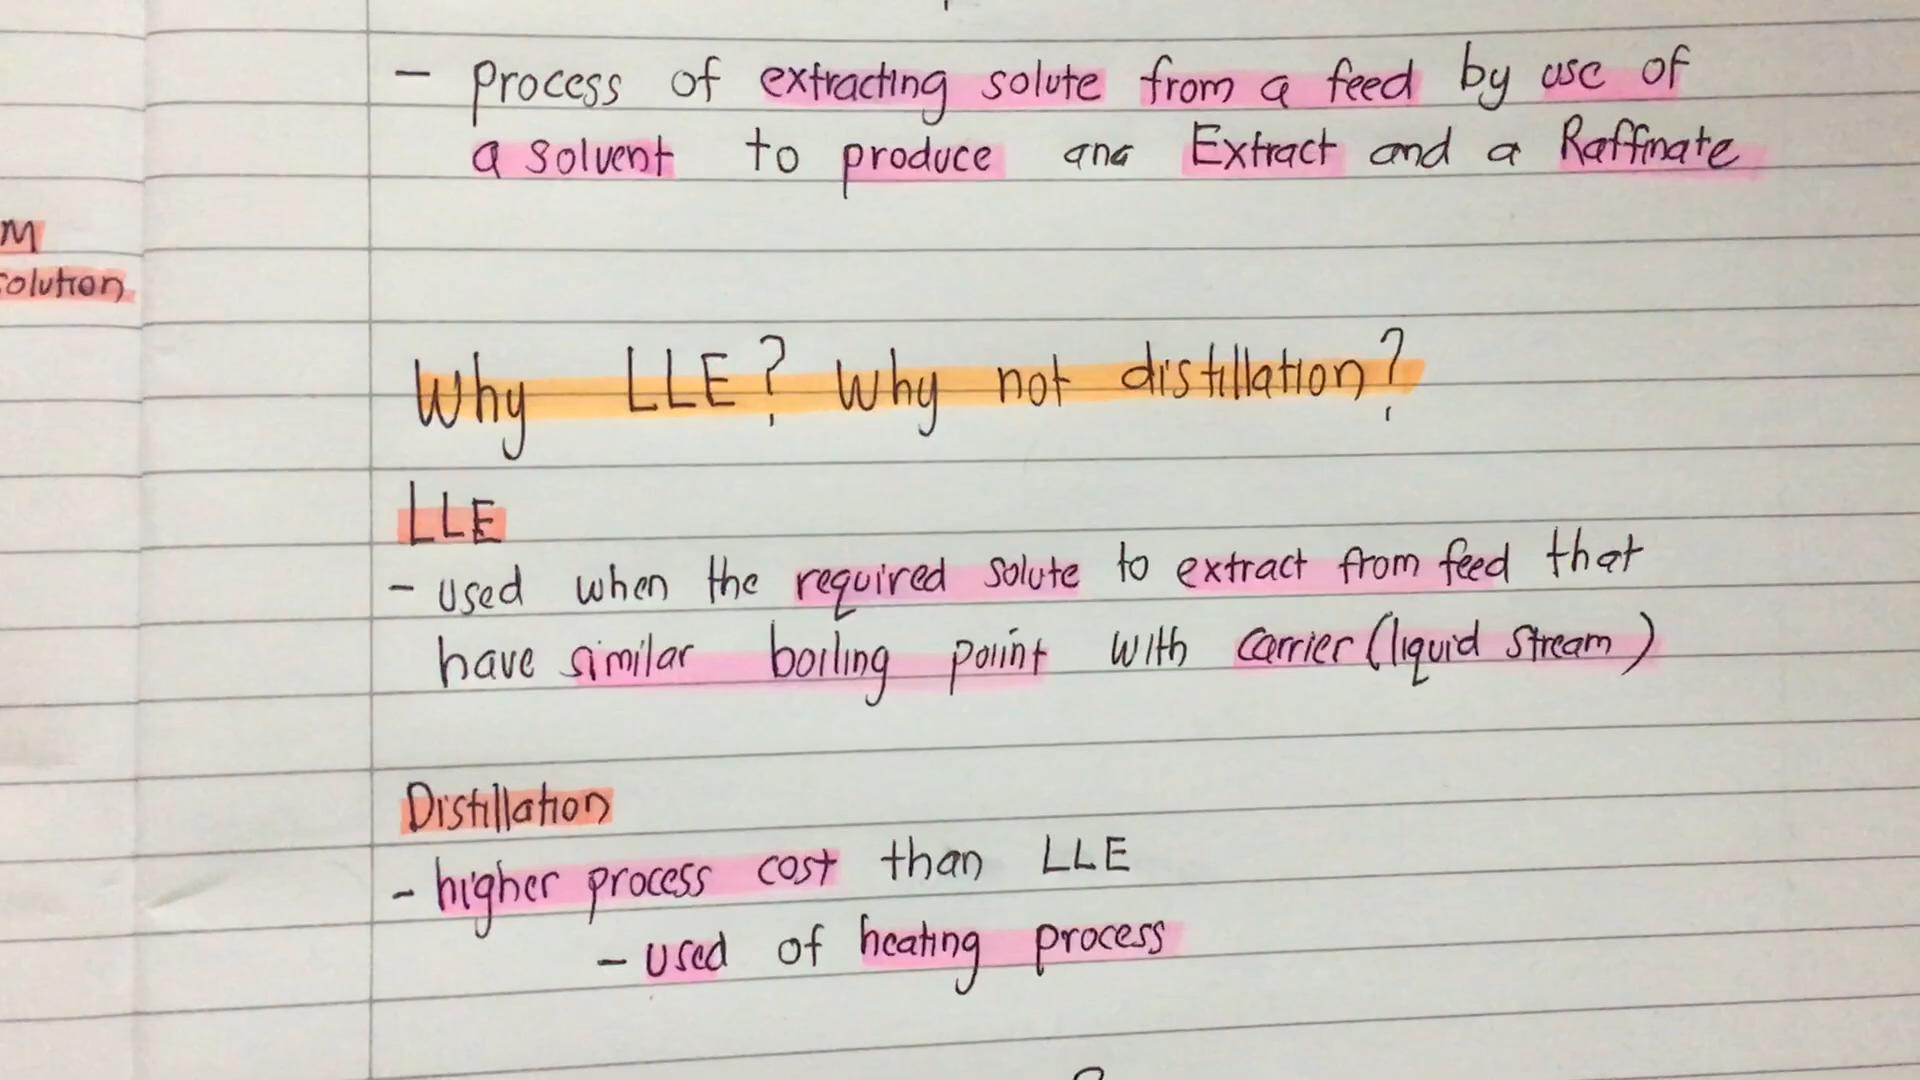 - process of extracting solute from a feed by use of
a solvent to produce ana Extract and a Raffinate
M
solution
Why LLE? Why not distillation?
LLE
- used when the required solute to extract from feed that
have similar boiling poiint with carrier (liquid stream)
Distillation
- higher process cost than LLE
- used of heating process